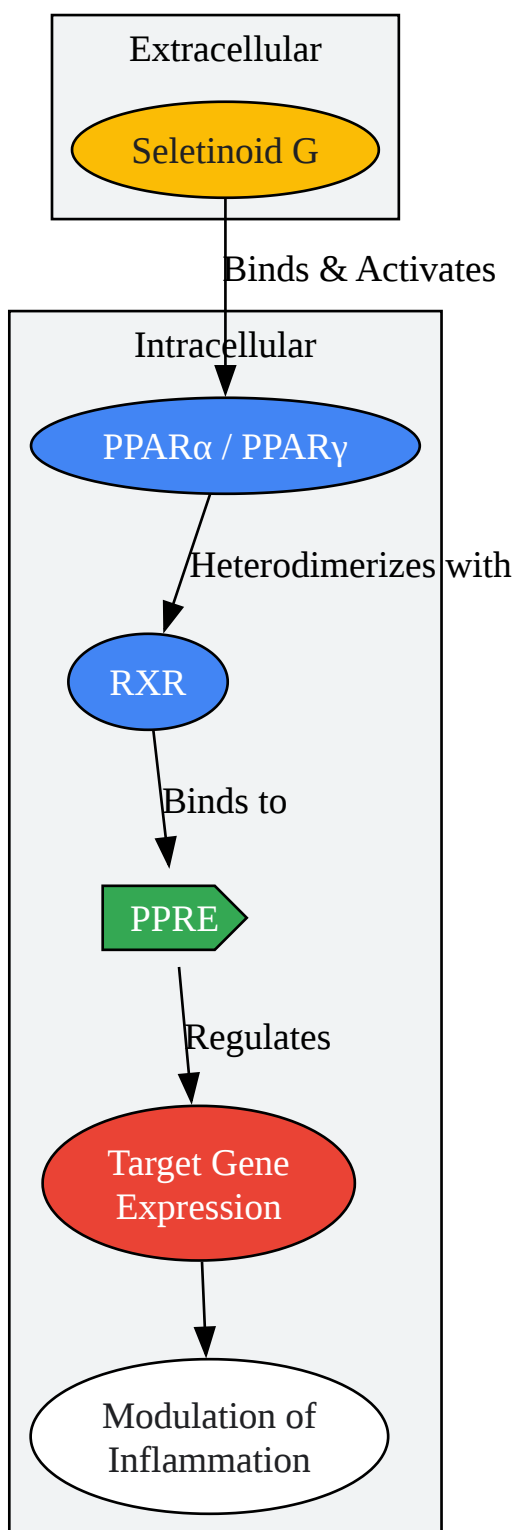 Extracellular
Seletinoid G
Binds & Activates
Intracellular
PPARα / PPARγ
Heterodimerizes with
RXR
Binds to
PPRE
Regulates
Target Gene
Expression
Modulation of
Inflammation